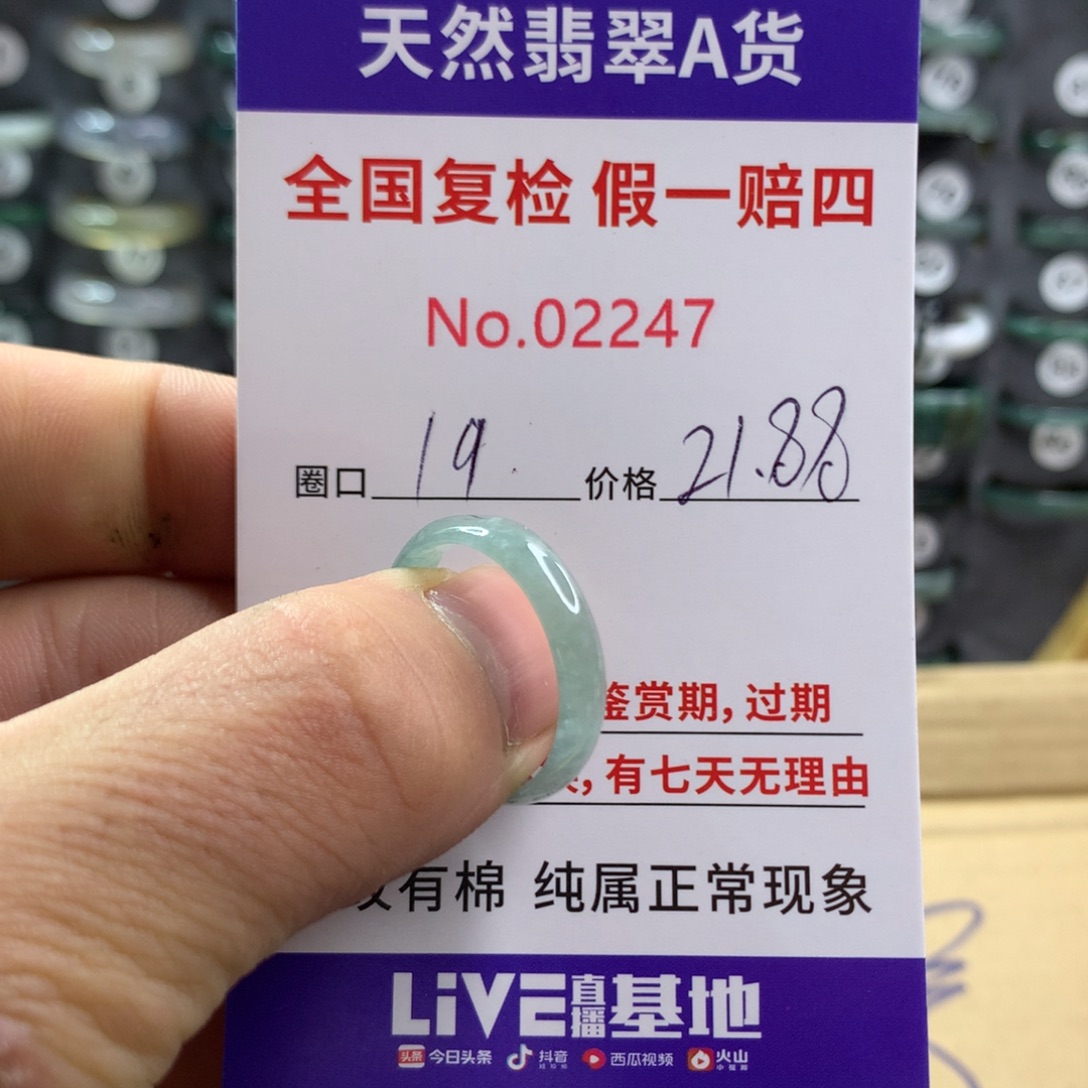 天然翡翠A货
全国复检 假一赔四
No.02247
圈口 19 价格 21.88
鉴赏期,过期
,有七天无理由
有棉 纯属正常现象
LiVE直播基地
头条 今日头条 抖音 西瓜视频 火山